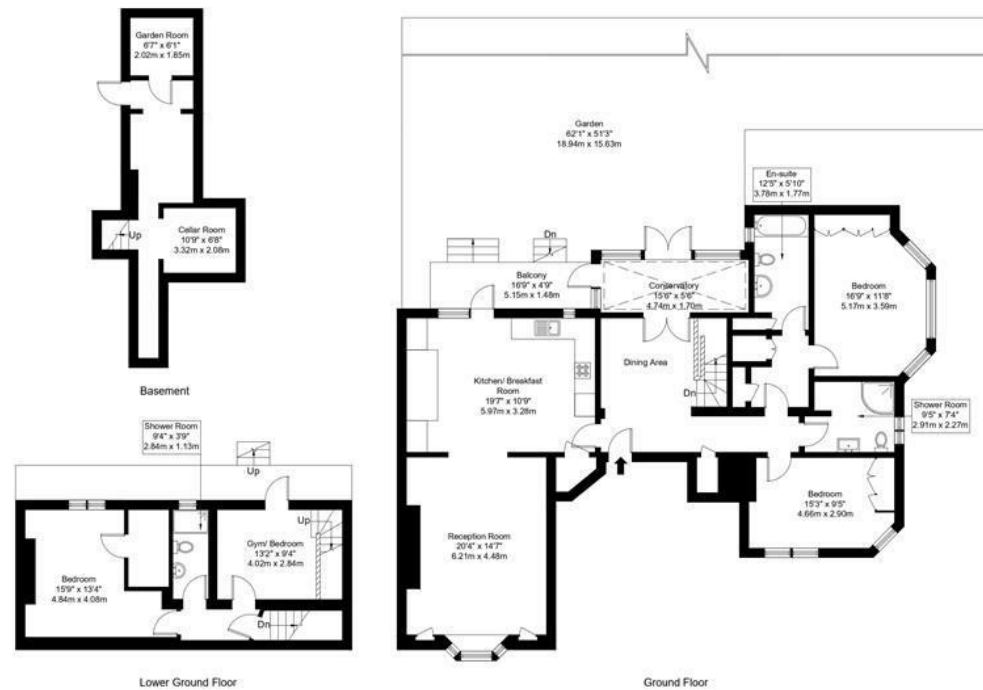 Garden Room
6'7" x 6'1"
2.02m x 1.85m
Up
Cellar Room
10'9" x 6'8"
3.32m x 2.08m
Basement
Shower Room
9'4" x 3'9"
2.84m x 1.13m
Up
Up
Gym/ Bedroom
13'2" x 9'4"
4.02m x 2.84m
Bedroom
15'9" x 13'4"
4.84m x 4.08m
Dn
Lower Ground Floor
Garden
62'1" x 51'3"
18.94m x 15.63m
En-suite
12'5" x 5'10"
3.78m x 1.77m
Dn
Balcony
16'9" x 4'9"
5.15m x 1.48m
Conservatory
15'6" x 5'6"
4.74m x 1.70m
Bedroom
16'9" x 11'8"
5.17m x 3.59m
Dining Area
Kitchen/ Breakfast
Room
19'7" x 10'9"
5.97m x 3.28m
Dn
Shower Room
9'5" x 7'4"
2.91m x 2.27m
Bedroom
15'3" x 9'5"
4.66m x 2.90m
Reception Room
20'4" x 14'7"
6.21m x 4.48m
Ground Floor